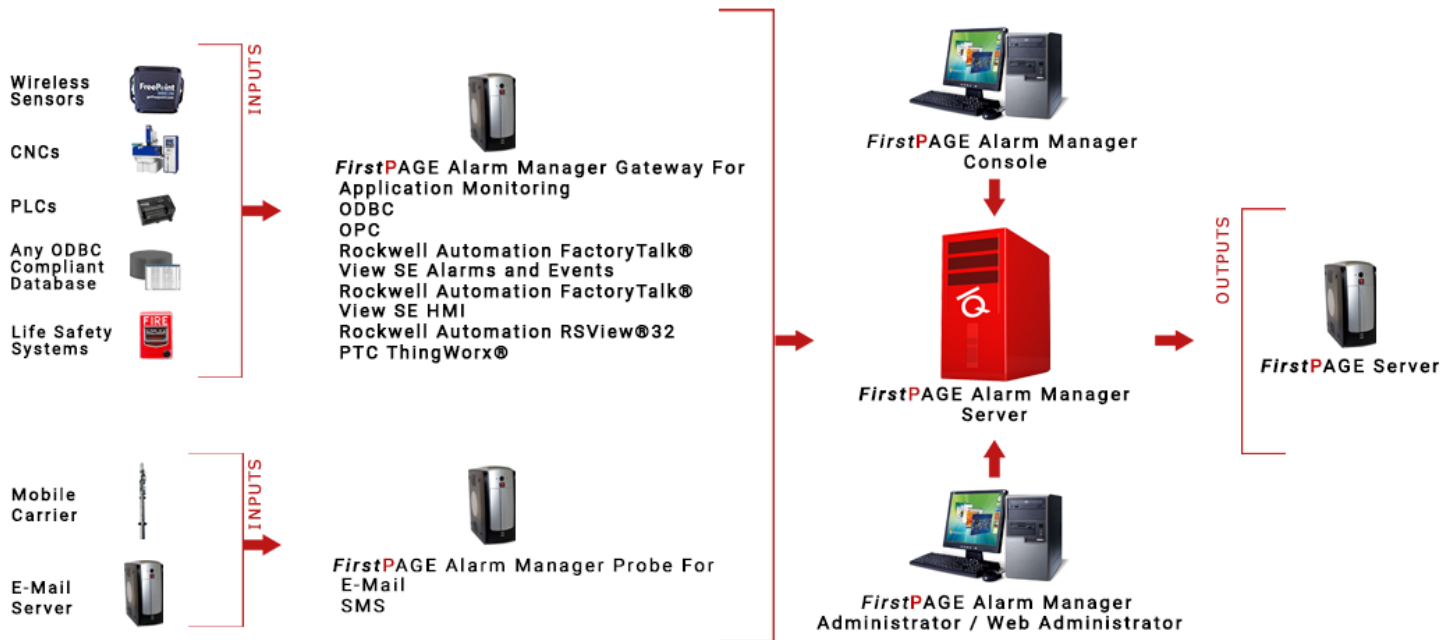 Wireless
Sensors
FreePoint
CNCs
PLCs
Any ODBC
Compliant
Database
FIRE
Life Safety
Systems
INPUTS
FirstPAGE Alarm Manager Gateway For
Application Monitoring
ODBC
OPC
Rockwell Automation FactoryTalk®
View SE Alarms and Events
Rockwell Automation FactoryTalk®
View SE HMI
Rockwell Automation RSView®32
PTC ThingWorx®
Mobile
Carrier
E-Mail
Server
INPUTS
FirstPAGE Alarm Manager Probe For
E-Mail
SMS
FirstPAGE Alarm Manager
Console
IQ
FirstPAGE Alarm Manager
Server
FirstPAGE Alarm Manager
Administrator / Web Administrator
OUTPUTS
FirstPAGE Server